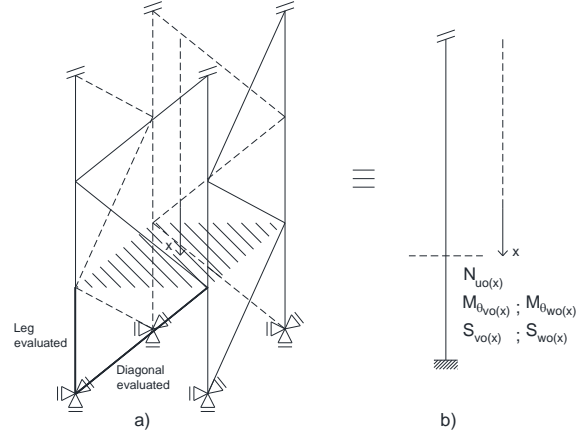 x
Leg
evaluated
Diagonal
evaluated
a)
x
N_uo(x)
M_θvo(x) ; M_θwo(x)
S_vo(x) ; S_wo(x)
b)